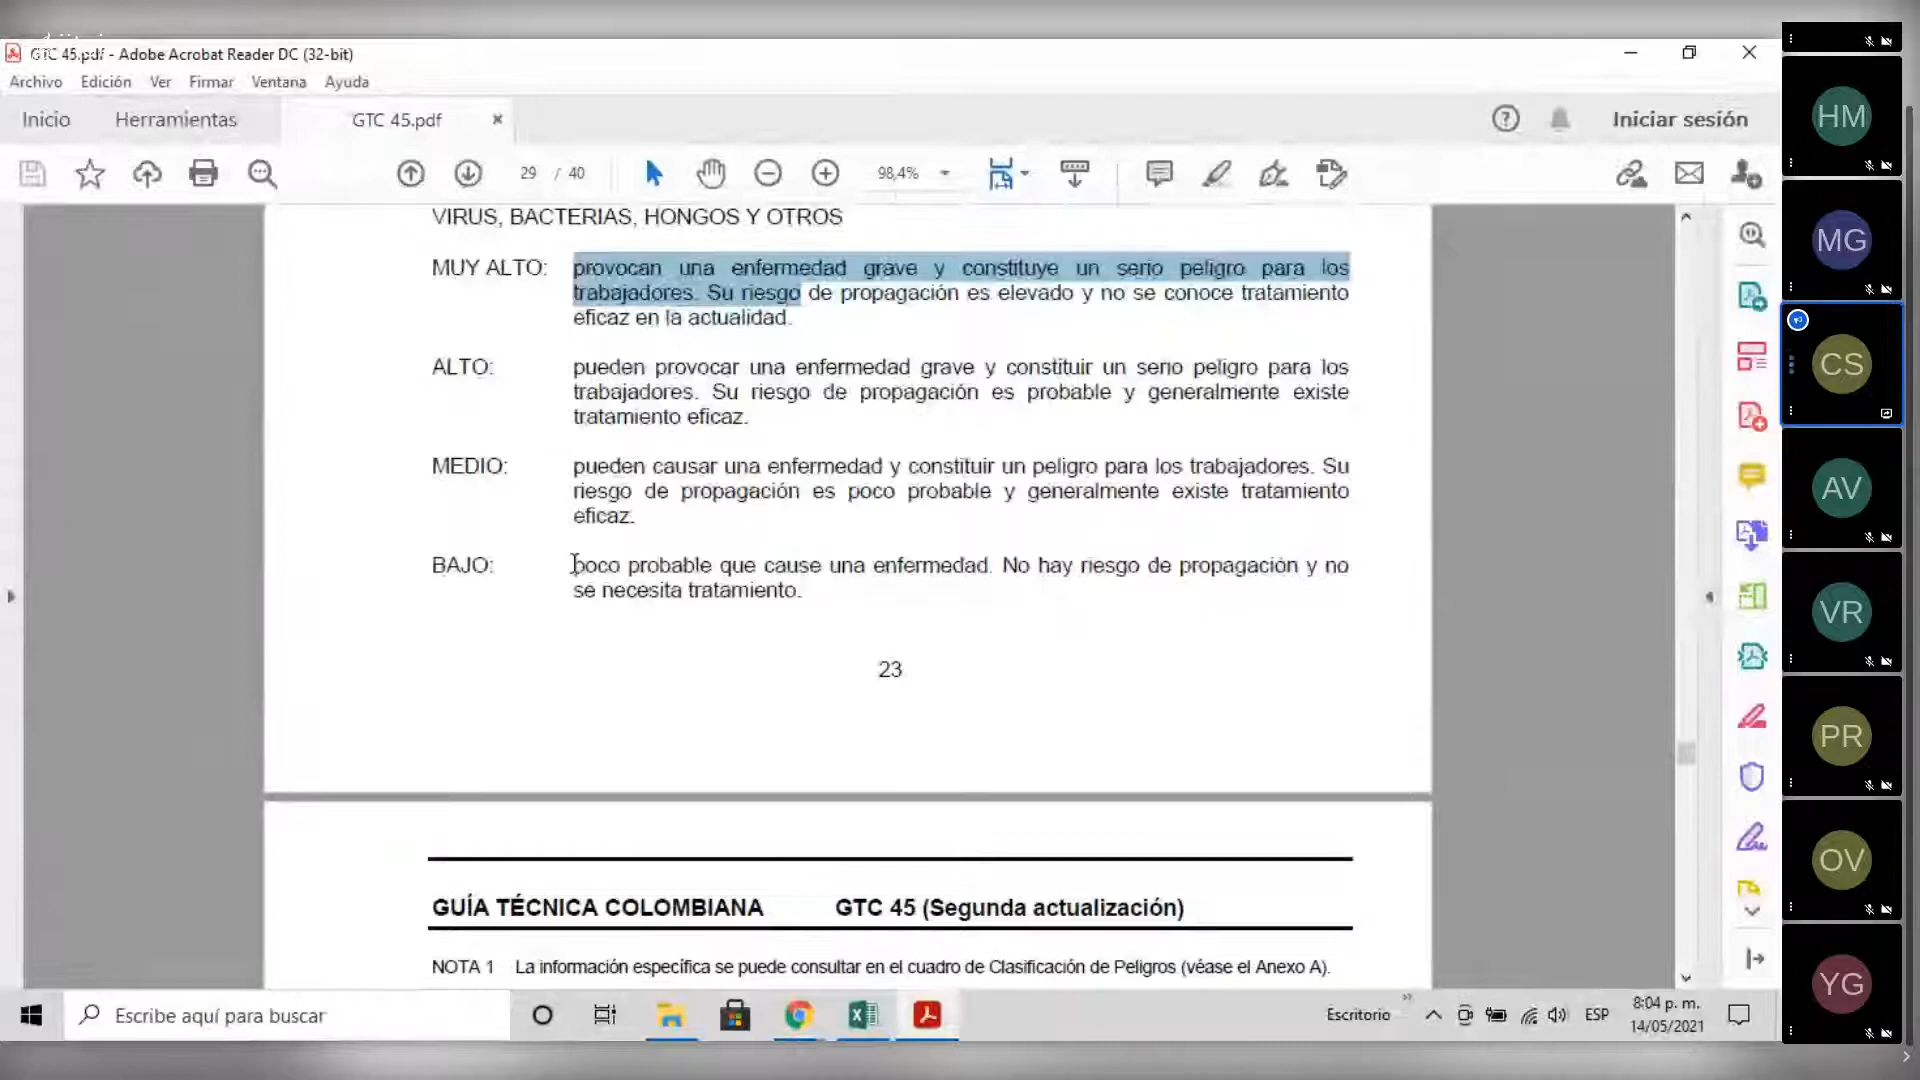 GTC 45.pdf - Adobe Acrobat Reader DC (32-bit)
Archivo Edición Ver Firmar Ventana Ayuda
Inicio Herramientas GTC 45.pdf Iniciar sesión
29 / 40 98,4%
VIRUS, BACTERIAS, HONGOS Y OTROS
MUY ALTO: provocan una enfermedad grave y constituye un serio peligro para los
trabajadores. Su riesgo de propagación es elevado y no se conoce tratamiento
eficaz en la actualidad.
ALTO: pueden provocar una enfermedad grave y constituir un serio peligro para los
trabajadores. Su riesgo de propagación es probable y generalmente existe
tratamiento eficaz.
MEDIO: pueden causar una enfermedad y constituir un peligro para los trabajadores. Su
riesgo de propagación es poco probable y generalmente existe tratamiento
eficaz.
BAJO: poco probable que cause una enfermedad. No hay riesgo de propagación y no
se necesita tratamiento.
23
GUÍA TÉCNICA COLOMBIANA GTC 45 (Segunda actualización)
NOTA 1 La información específica se puede consultar en el cuadro de Clasificación de Peligros (véase el Anexo A).
Escribe aquí para buscar
Escritorio ESP
8:04 p. m.
14/05/2021
HM
MG
CS
AV
VR
PR
OV
YG